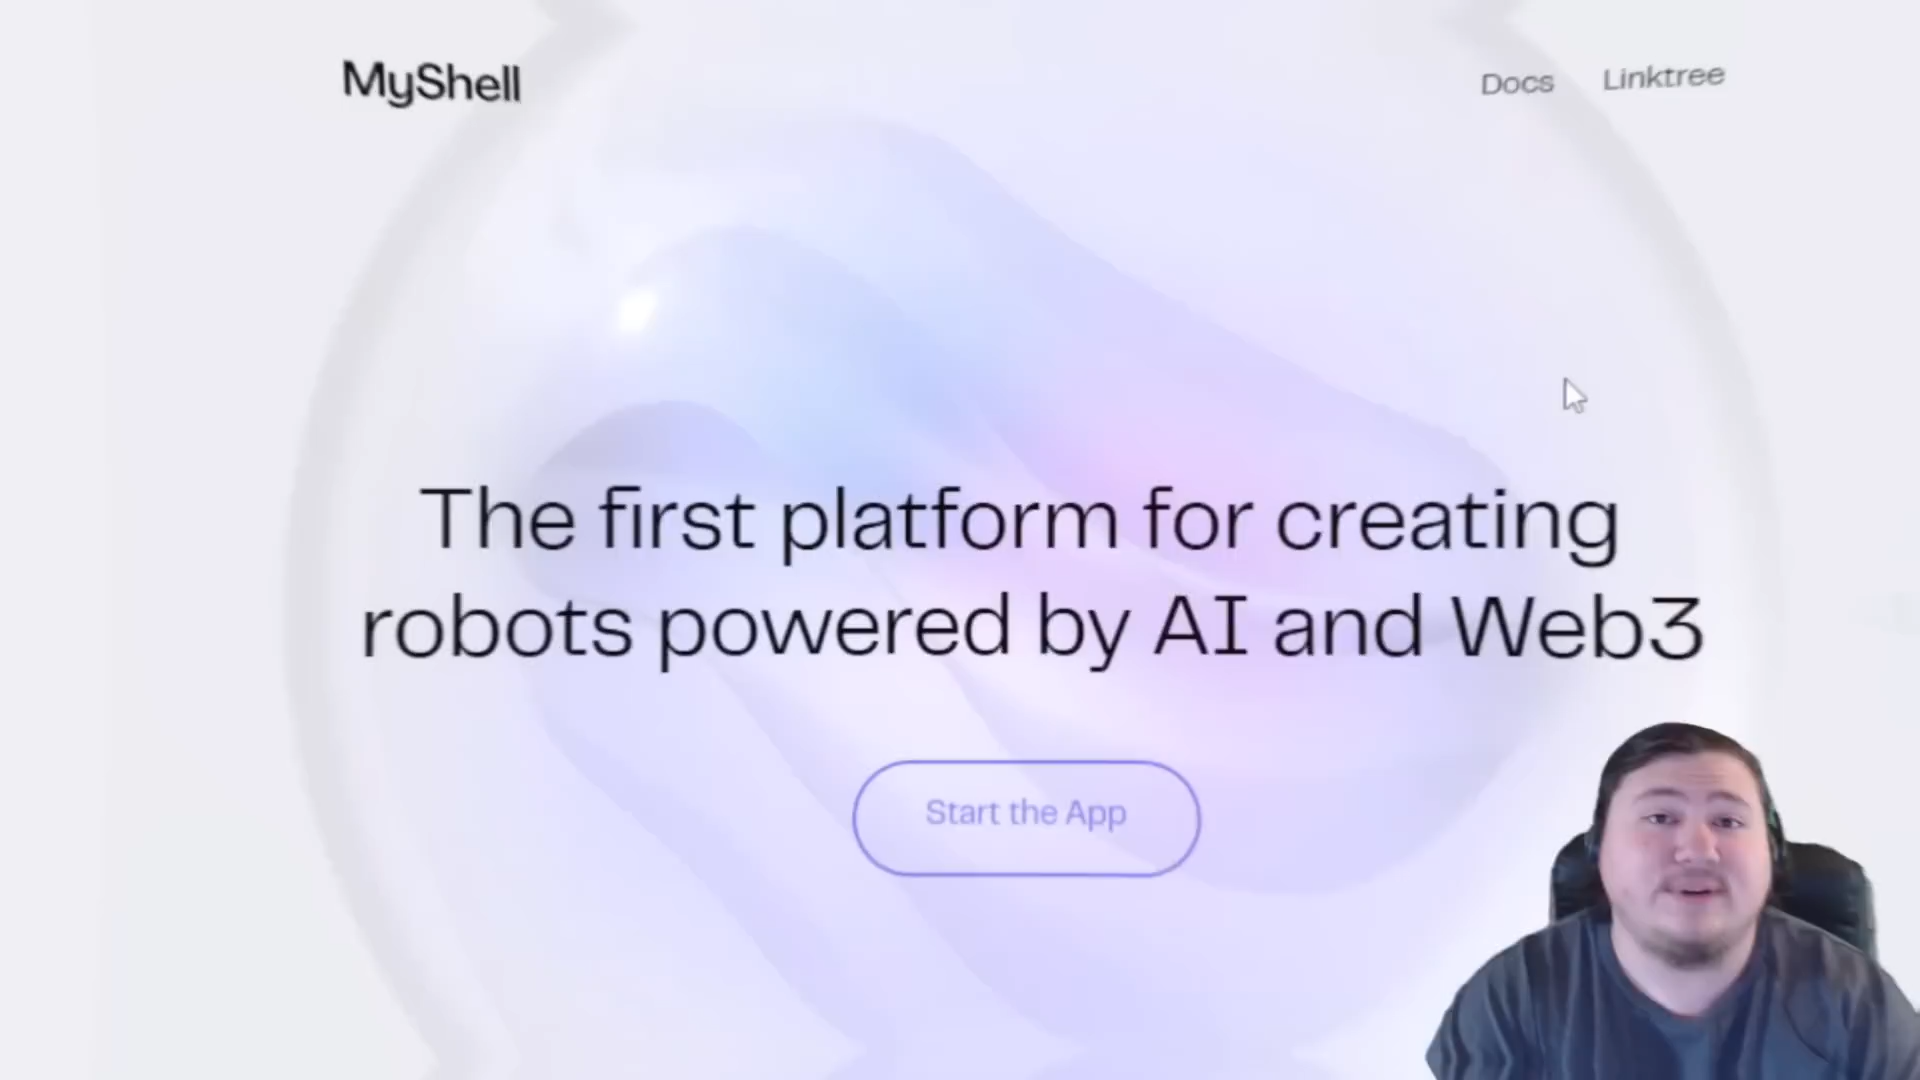 MyShell
Docs Linktree
The first platform for creating
robots powered by AI and Web3
Start the App